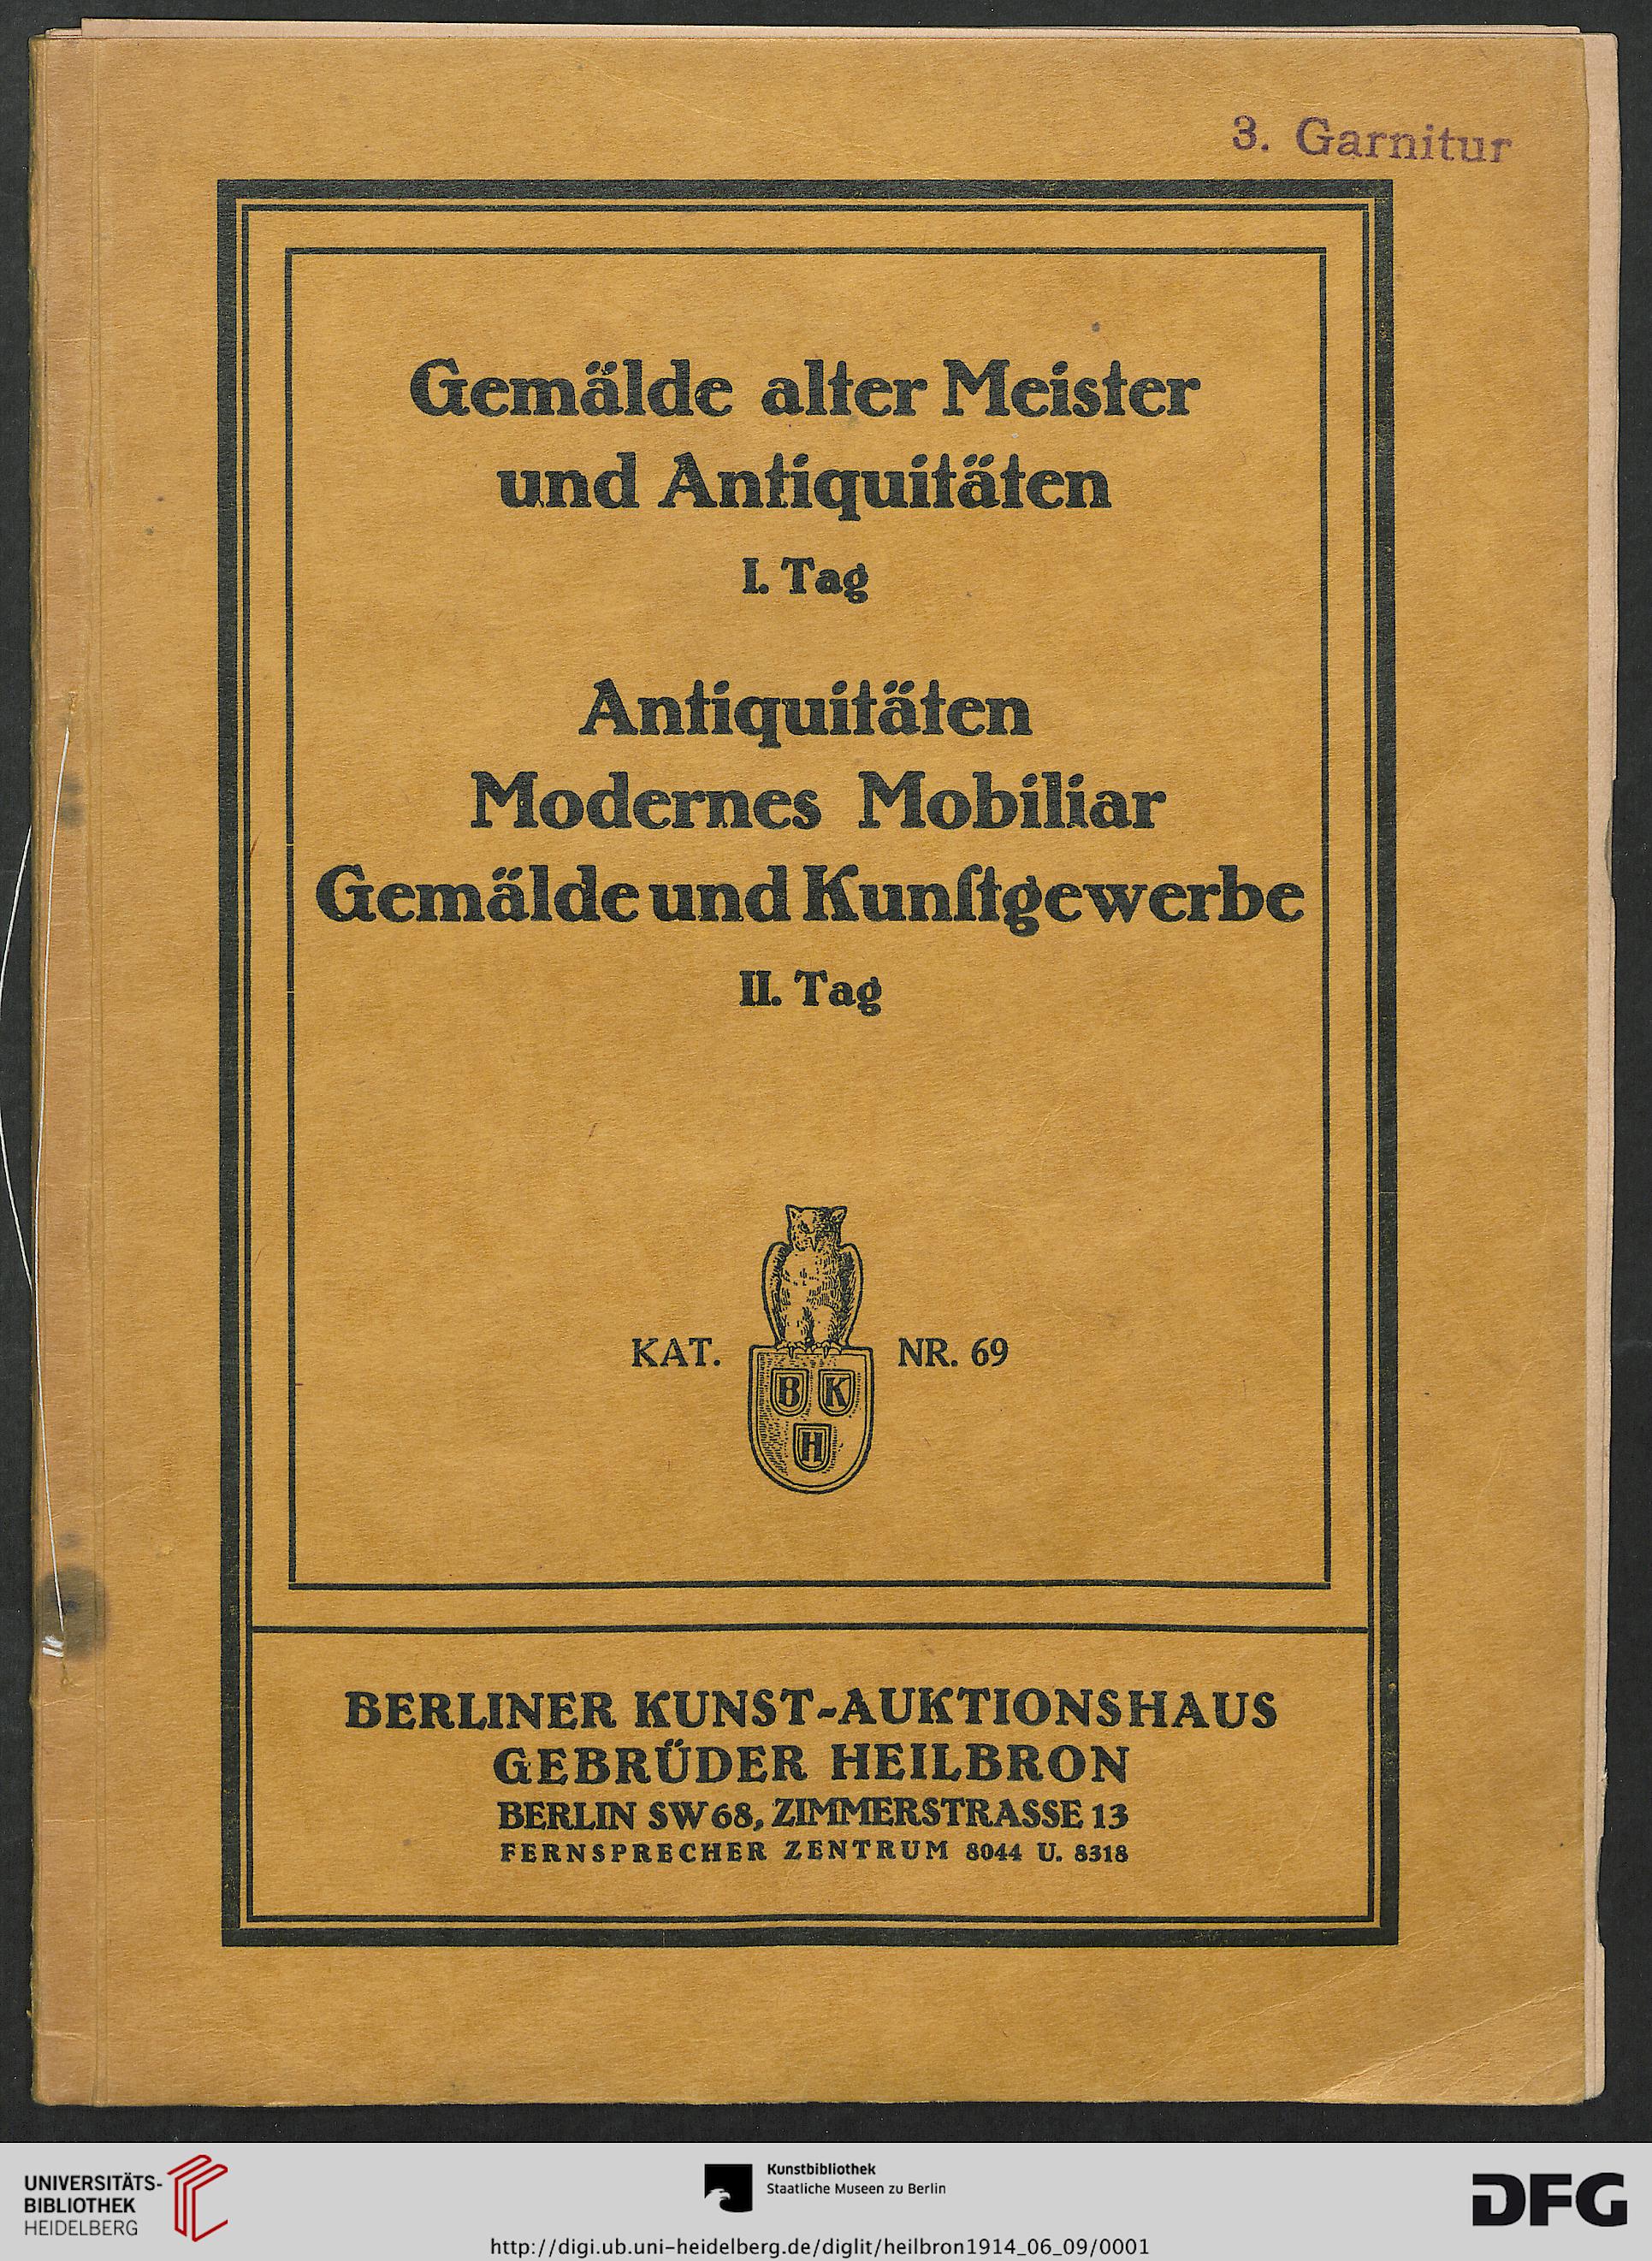 3. Garnitur
Gemälde alter Meister
und Antiquitäten
I. Tag
Antiquitäten
Modernes Mobiliar
Gemälde und Kunſtgewerbe
II. Tag
KAT. NR. 69
B K
H
BERLINER KUNST-AUKTIONSHAUS
GEBRÜDER HEILBRON
BERLIN SW 68, ZIMMERSTRASSE 13
FERNSPRECHER ZENTRUM 8044 U. 8318
UNIVERSITÄTS-
BIBLIOTHEK
HEIDELBERG
Kunstbibliothek
Staatliche Museen zu Berlin
DFG
http://digi.ub.uni-heidelberg.de/diglit/heilbron1914_06_09/0001